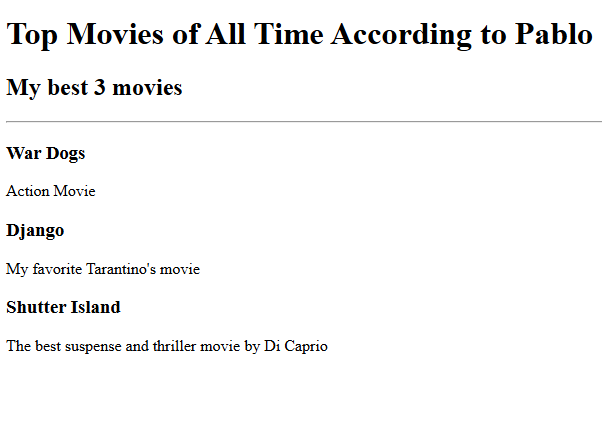 Top Movies of All Time According to Pablo
My best 3 movies
War Dogs
Action Movie
Django
My favorite Tarantino's movie
Shutter Island
The best suspense and thriller movie by Di Caprio